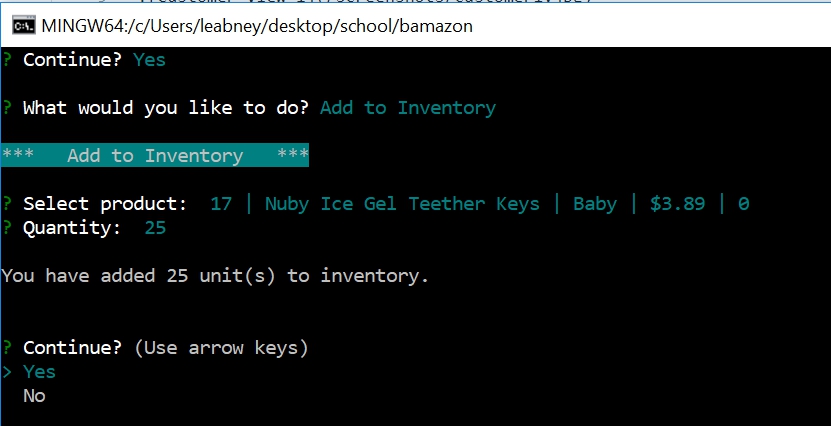 MINGW64:/c/Users/leabney/desktop/school/bamazon
? Continue? Yes
? What would you like to do? Add to Inventory
***   Add to Inventory   ***
? Select product:  17 | Nuby Ice Gel Teether Keys | Baby | $3.89 | 0
? Quantity:  25
You have added 25 unit(s) to inventory.
? Continue? (Use arrow keys)
> Yes
  No